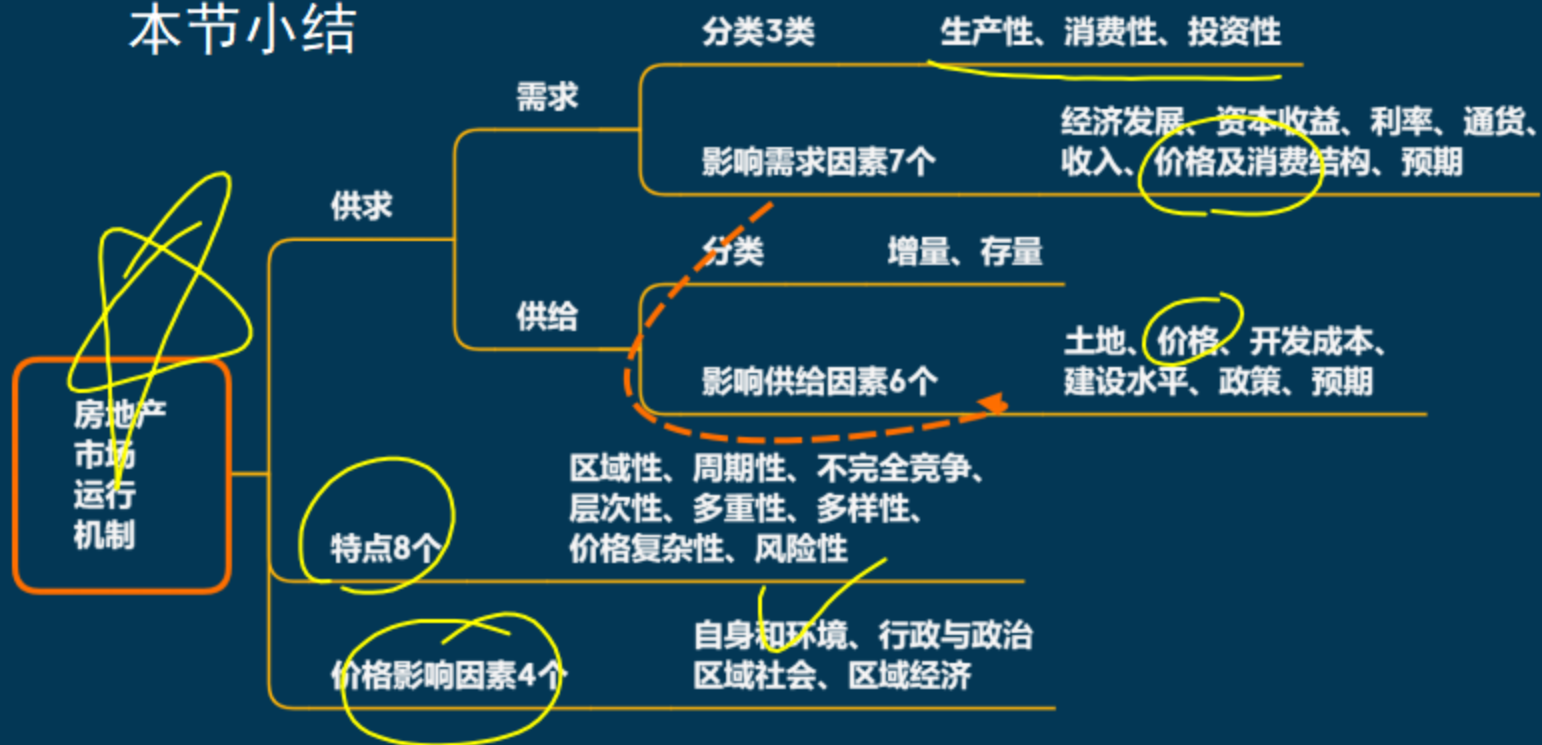 本节小结
分类3类
生产性、消费性、投资性
需求
经济发展、资本收益、利率、通货、
影响需求因素7个
收入、价格及消费结构、预期
供求
分类
增量、存量
供给
土地、价格、开发成本、
影响供给因素6个
建设水平、政策、预期
房地产
市场
运行
机制
区域性、周期性、不完全竞争、
层次性、多重性、多样性、
特点8个
价格复杂性、风险性
自身和环境、行政与政治
价格影响因素4个
区域社会、区域经济